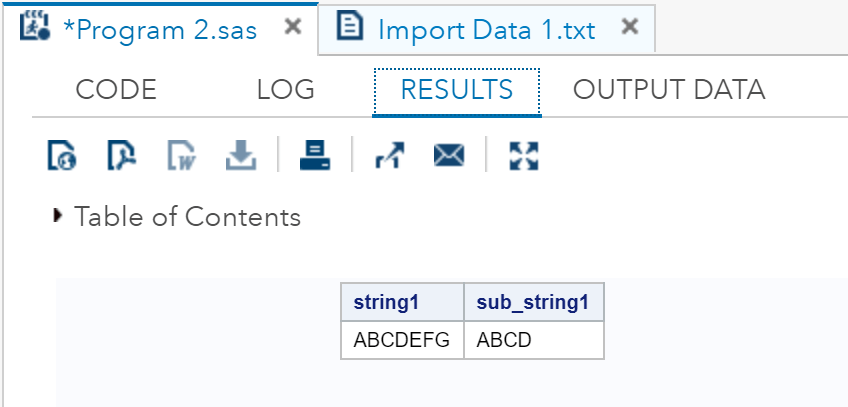 *Program 2.sas × Import Data 1.txt ×
CODE LOG RESULTS OUTPUT DATA
Table of Contents
string1 sub_string1
ABCDEFG ABCD